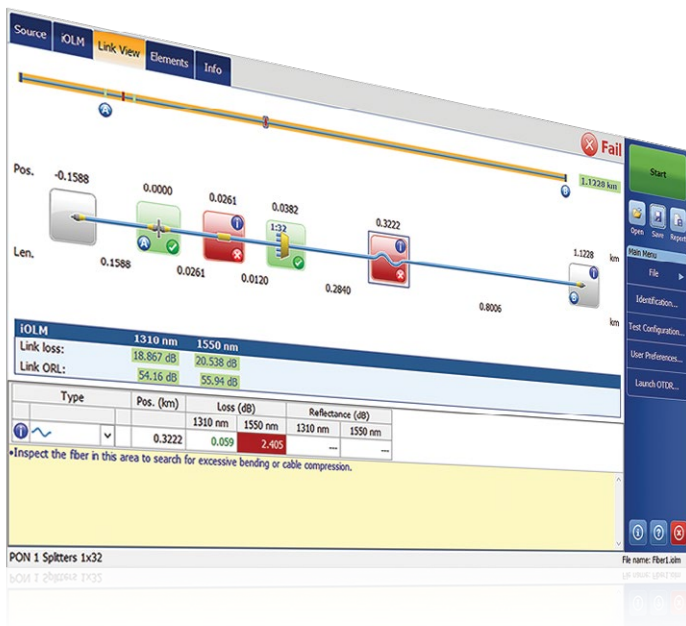 Source iOLM Link View Elements Info
Fail
Start
1.1228 km
A
B
Open Save Report
Main Menu
File
Identification...
Test Configuration...
User Preferences...
Launch OTDR...
Pos. -0.1588 0.0000 0.0261 0.0382 0.3222 1.1228 km
1:32
A
B
Len. 0.1588 0.0261 0.0120 0.2840 0.8006 km
iOLM 1310 nm 1550 nm
Link loss: 18.867 dB 20.538 dB
Link ORL: 54.16 dB 55.94 dB
Type Pos. (km) Loss (dB) Reflectance (dB)
1310 nm 1550 nm 1310 nm 1550 nm
0.3222 0.059 2.405 --- ---
•Inspect the fiber in this area to search for excessive bending or cable compression.
PON 1 Splitters 1x32
File name: Fiber1.iolm